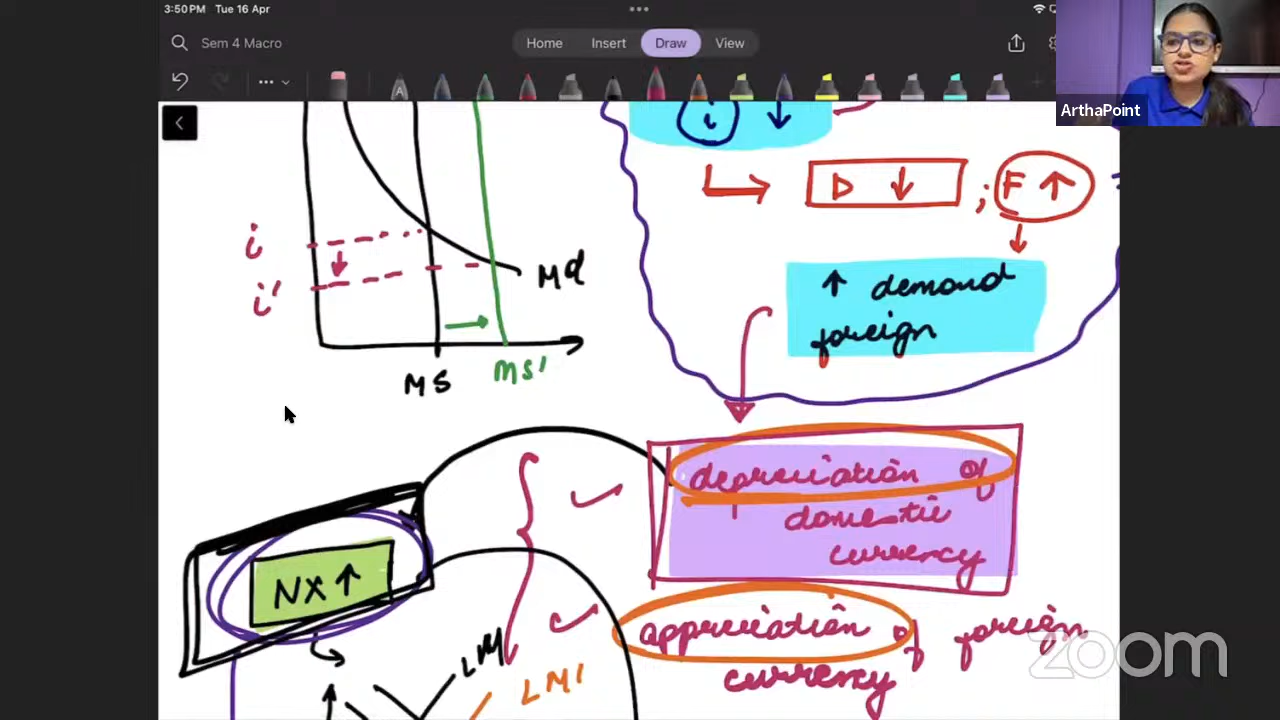 3:50 PM Tue 16 Apr
Sem 4 Macro
Home Insert Draw View
A
ArthaPoint
i ↓
D ↓ ; F ↑
i
i'
Md
↑ demand
foreign
MS MS'
depreciation of
domestic
currency
NX ↑
appreciation of foreign
currency
LM
LM'
zoom